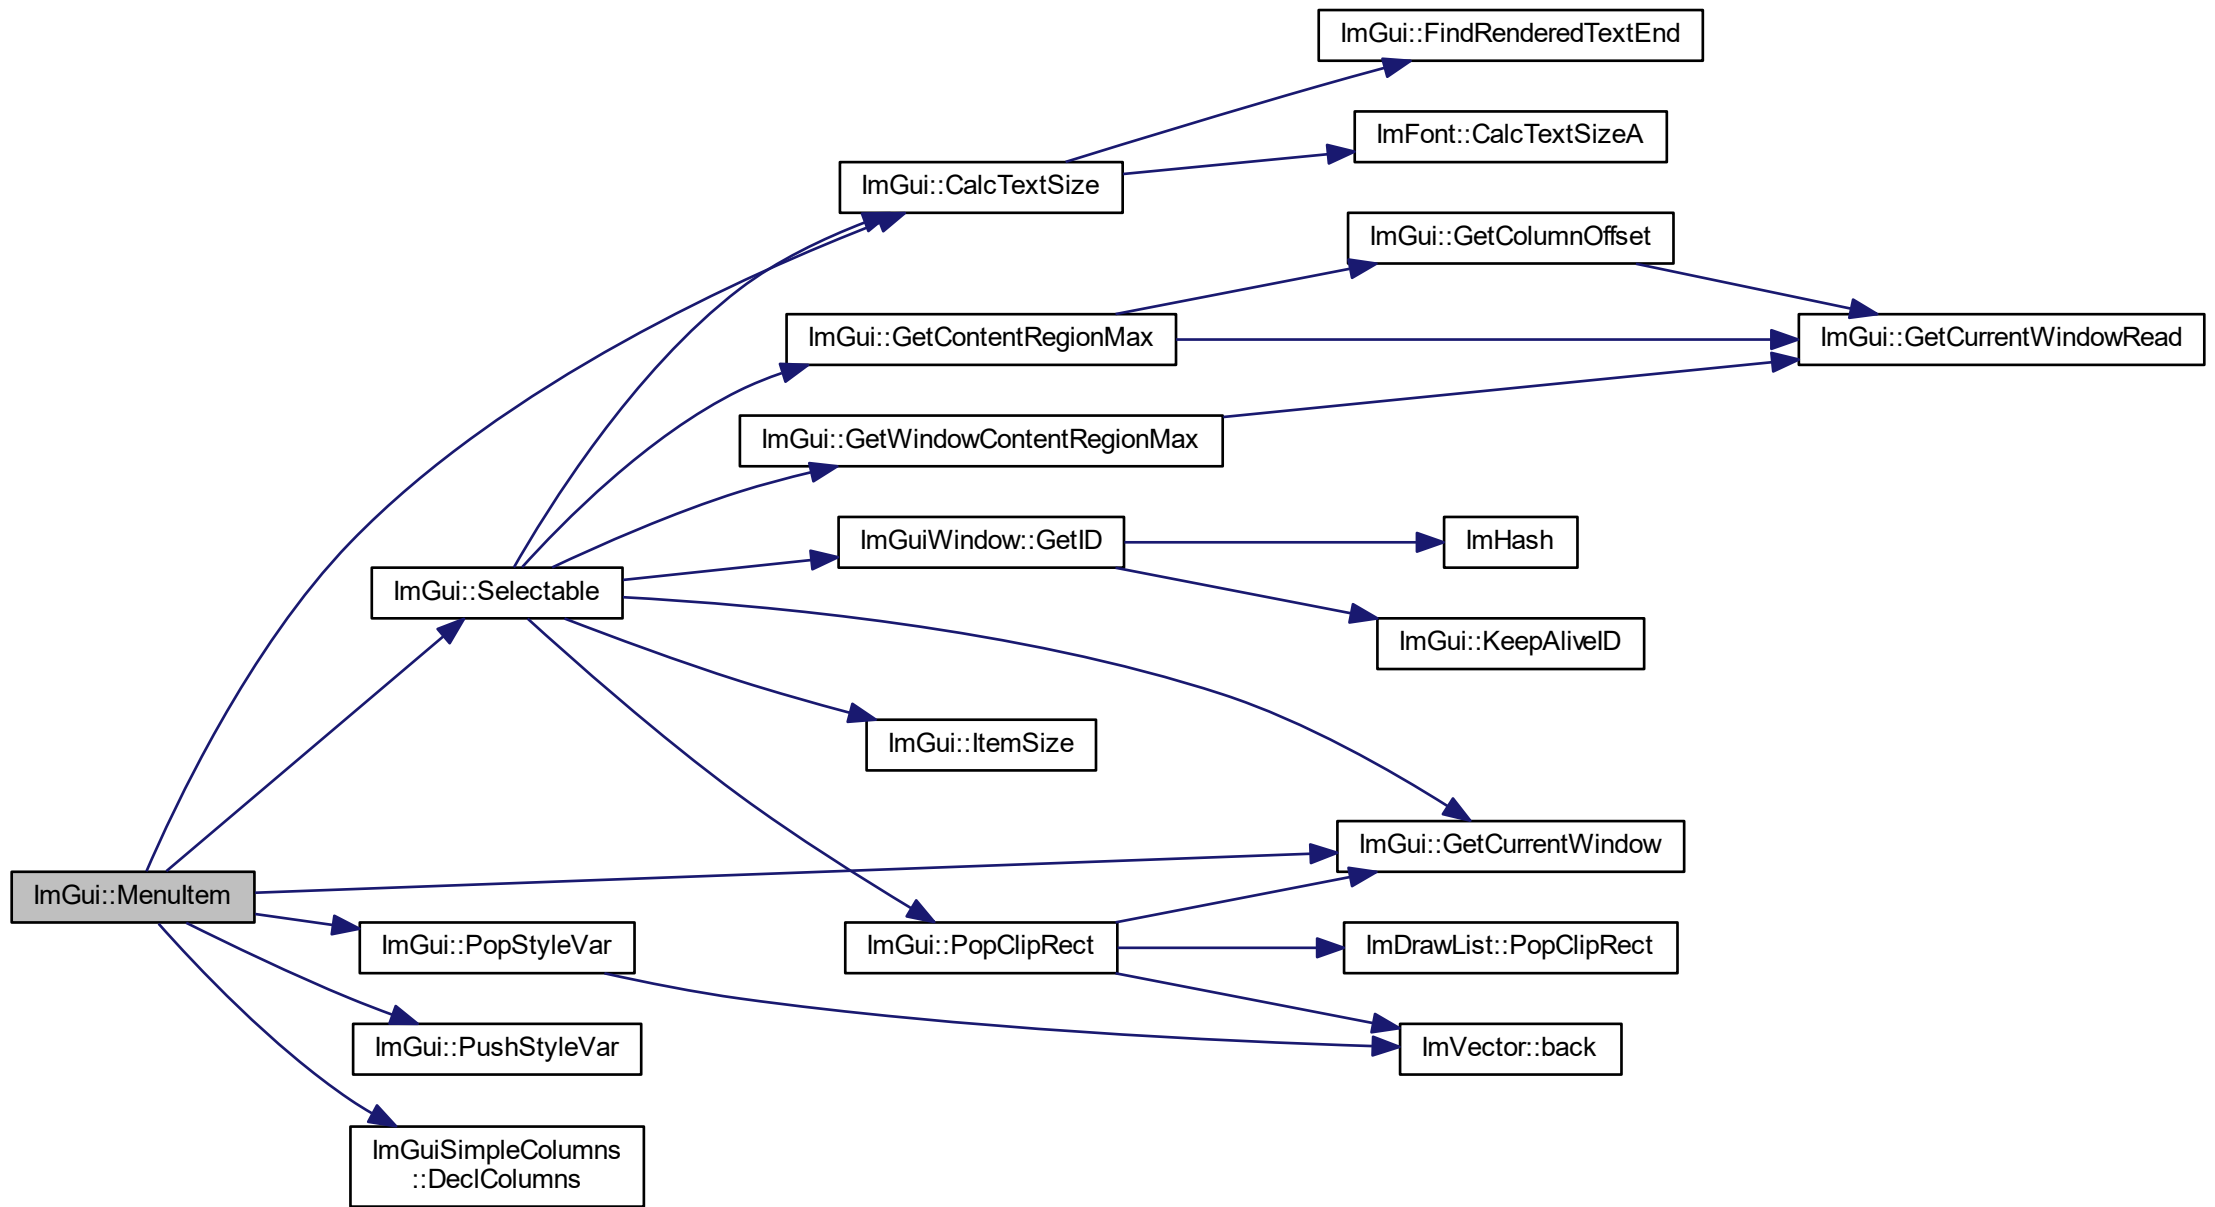 ImGui::FindRenderedTextEnd
ImFont::CalcTextSizeA
ImGui::CalcTextSize
ImGui::GetColumnOffset
ImGui::GetContentRegionMax
ImGui::GetCurrentWindowRead
ImGui::GetWindowContentRegionMax
ImGuiWindow::GetID
ImHash
ImGui::Selectable
ImGui::KeepAliveID
ImGui::ItemSize
ImGui::GetCurrentWindow
ImGui::MenuItem
ImGui::PopStyleVar
ImGui::PopClipRect
ImDrawList::PopClipRect
ImGui::PushStyleVar
ImVector::back
ImGuiSimpleColumns
::DeclColumns